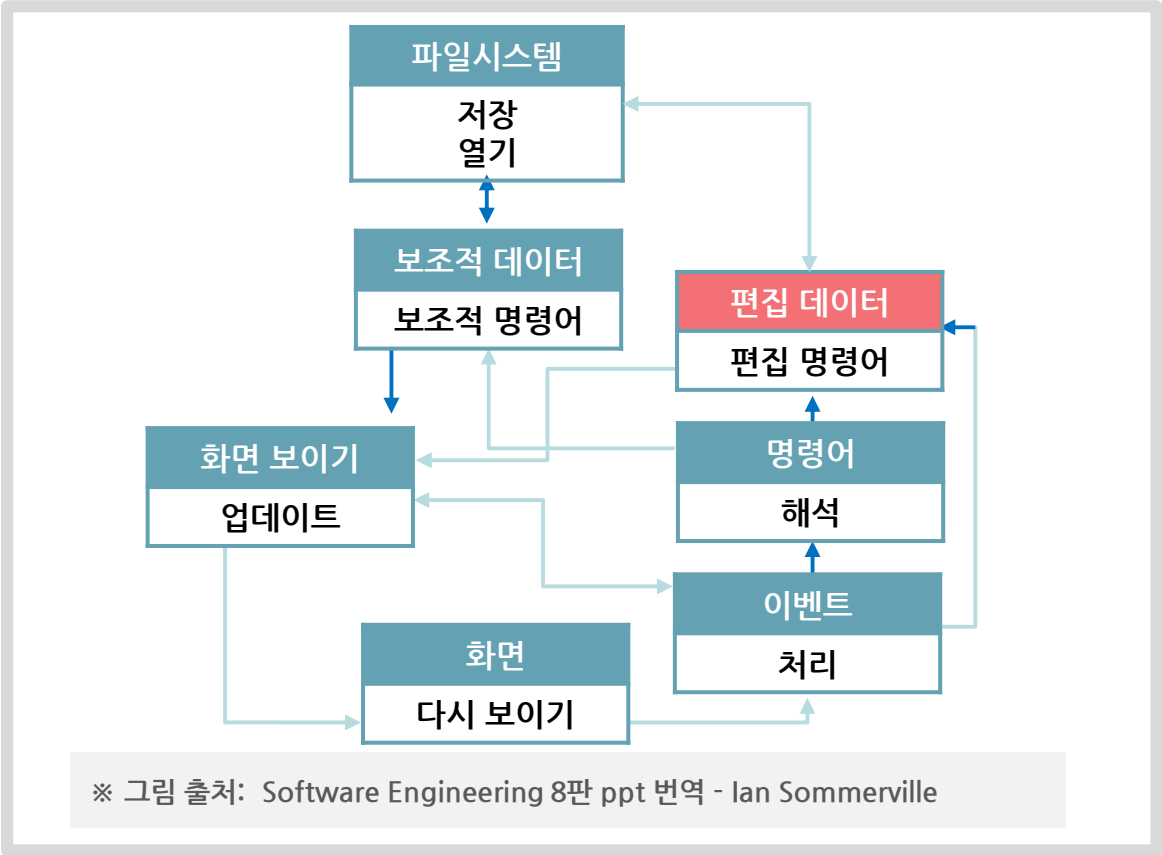 파일시스템
저장
열기
보조적 데이터
보조적 명령어
편집 데이터
편집 명령어
화면 보이기
업데이트
명령어
해석
이벤트
처리
화면
다시 보이기
※ 그림 출처: Software Engineering 8판 ppt 번역 - Ian Sommerville